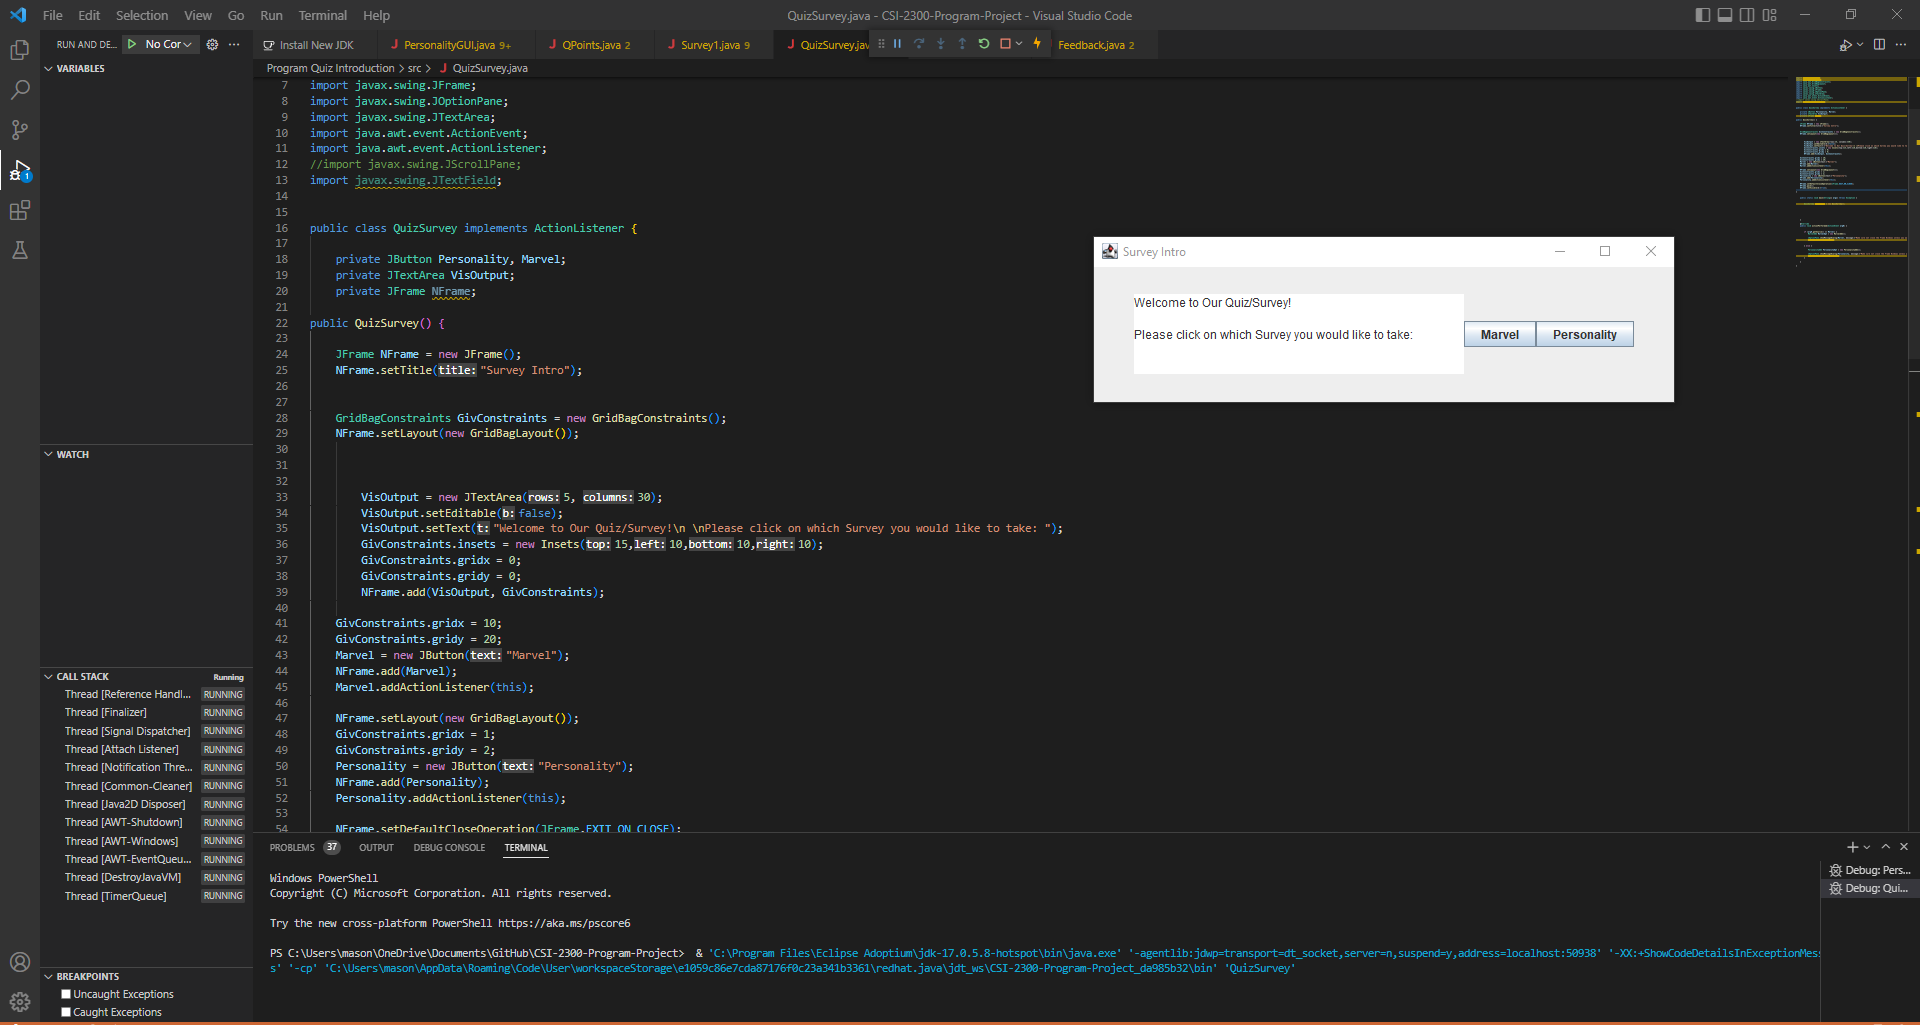 File Edit Selection View Go Run Terminal Help
QuizSurvey.java - CSI-2300-Program-Project - Visual Studio Code
RUN AND DE... No Cor
Install New JDK PersonalityGUI.java 9+ QPoints.java 2 Survey1.java 9 QuizSurvey.jav Feedback.java 2
VARIABLES
Program Quiz Introduction > src > QuizSurvey.java
7 import javax.swing.JFrame;
8 import javax.swing.JOptionPane;
9 import javax.swing.JTextArea;
10 import java.awt.event.ActionEvent;
11 import java.awt.event.ActionListener;
12 //import javax.swing.JScrollPane;
13 import javax.swing.JTextField;
14
15
16 public class QuizSurvey implements ActionListener {
17
18 private JButton Personality, Marvel;
19 private JTextArea VisOutput;
20 private JFrame NFrame;
21
22 public QuizSurvey() {
23
24 JFrame NFrame = new JFrame();
25 NFrame.setTitle(title: "Survey Intro");
26
27
28 GridBagConstraints GivConstraints = new GridBagConstraints();
29 NFrame.setLayout(new GridBagLayout());
30
31
32
33 VisOutput = new JTextArea(rows: 5, columns: 30);
34 VisOutput.setEditable(b: false);
35 VisOutput.setText(t: "Welcome to Our Quiz/Survey!\n \nPlease click on which Survey you would like to take: ");
36 GivConstraints.insets = new Insets(top: 15,left: 10,bottom: 10,right: 10);
37 GivConstraints.gridx = 0;
38 GivConstraints.gridy = 0;
39 NFrame.add(VisOutput, GivConstraints);
40
41 GivConstraints.gridx = 10;
42 GivConstraints.gridy = 20;
43 Marvel = new JButton(text: "Marvel");
44 NFrame.add(Marvel);
45 Marvel.addActionListener(this);
46
47 NFrame.setLayout(new GridBagLayout());
48 GivConstraints.gridx = 1;
49 GivConstraints.gridy = 2;
50 Personality = new JButton(text: "Personality");
51 NFrame.add(Personality);
52 Personality.addActionListener(this);
53
54 NFrame.setDefaultCloseOperation(JFrame.EXIT_ON_CLOSE);
Survey Intro
Welcome to Our Quiz/Survey!
Please click on which Survey you would like to take:
Marvel Personality
WATCH
CALL STACK Running
Thread [Reference Handl... RUNNING
Thread [Finalizer] RUNNING
Thread [Signal Dispatcher] RUNNING
Thread [Attach Listener] RUNNING
Thread [Notification Thre... RUNNING
Thread [Common-Cleaner] RUNNING
Thread [Java2D Disposer] RUNNING
Thread [AWT-Shutdown] RUNNING
Thread [AWT-Windows] RUNNING
Thread [AWT-EventQueu... RUNNING
Thread [DestroyJavaVM] RUNNING
Thread [TimerQueue] RUNNING
BREAKPOINTS
Uncaught Exceptions
Caught Exceptions
PROBLEMS 37 OUTPUT DEBUG CONSOLE TERMINAL
Windows PowerShell
Copyright (C) Microsoft Corporation. All rights reserved.
Try the new cross-platform PowerShell https://aka.ms/pscore6
PS C:\Users\mason\OneDrive\Documents\GitHub\CSI-2300-Program-Project> & 'C:\Program Files\Eclipse Adoptium\jdk-17.0.5.8-hotspot\bin\java.exe' '-agentlib:jdwp=transport=dt_socket,server=n,suspend=y,address=localhost:50938' '-XX:+ShowCodeDetailsInExceptionMes
s' '-cp' 'C:\Users\mason\AppData\Roaming\Code\User\workspaceStorage\e1059c86e7cda87176f0c23a341b3361\redhat.java\jdt_ws\CSI-2300-Program-Project_da985b32\bin' 'QuizSurvey'
Debug: Pers...
Debug: Qui...
1